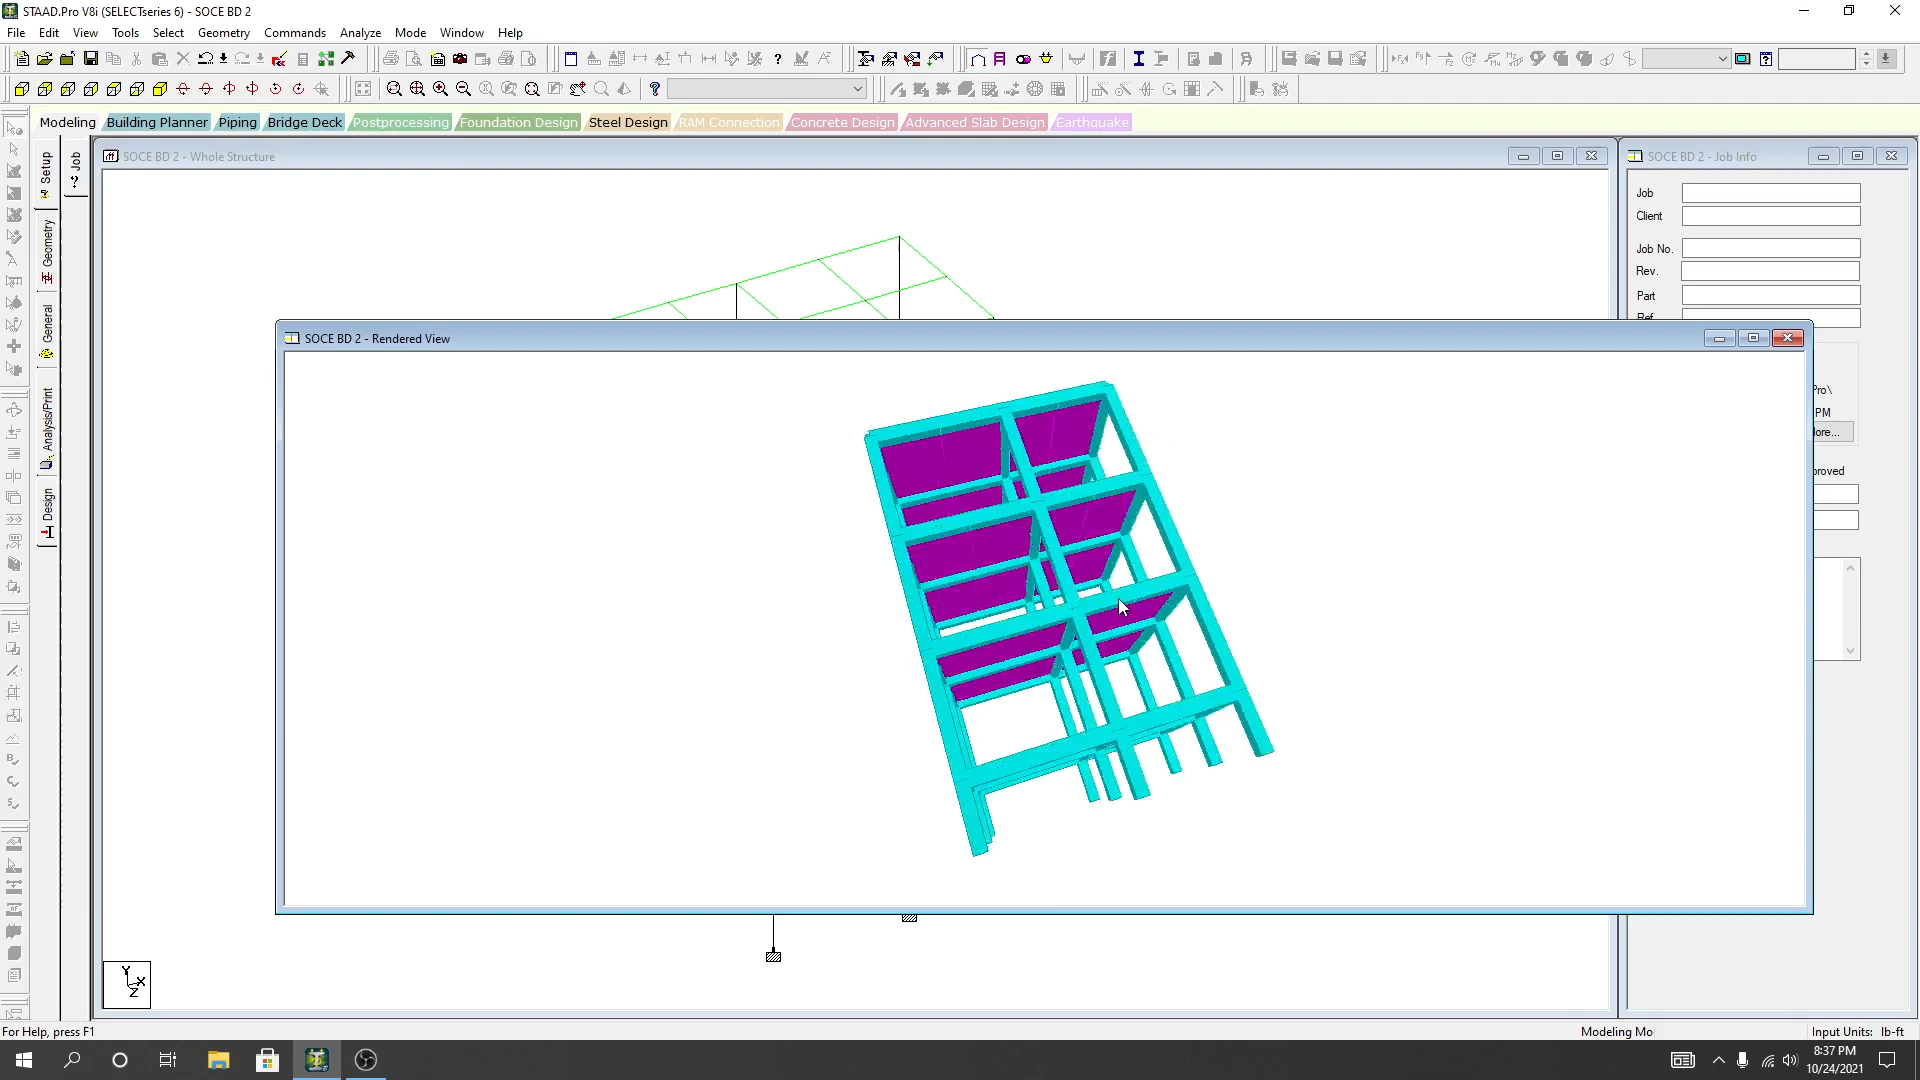 STAAD.Pro V8i (SELECTseries 6) - SOCE BD 2
File Edit View Tools Select Geometry Commands Analyze Mode Window Help
Modeling Building Planner Piping Bridge Deck Postprocessing Foundation Design Steel Design RAM Connection Concrete Design Advanced Slab Design Earthquake
Setup
Geometry
General
Analysis/Print
Design
Job
SOCE BD 2 - Whole Structure
SOCE BD 2 - Job Info
Job
Client
Job No.
Rev.
Part
Ref
Pro\
PM
lore...
proved
SOCE BD 2 - Rendered View
Y
X
Z
For Help, press F1
Modeling Mo
Input Units: lb-ft
8:37 PM
10/24/2021